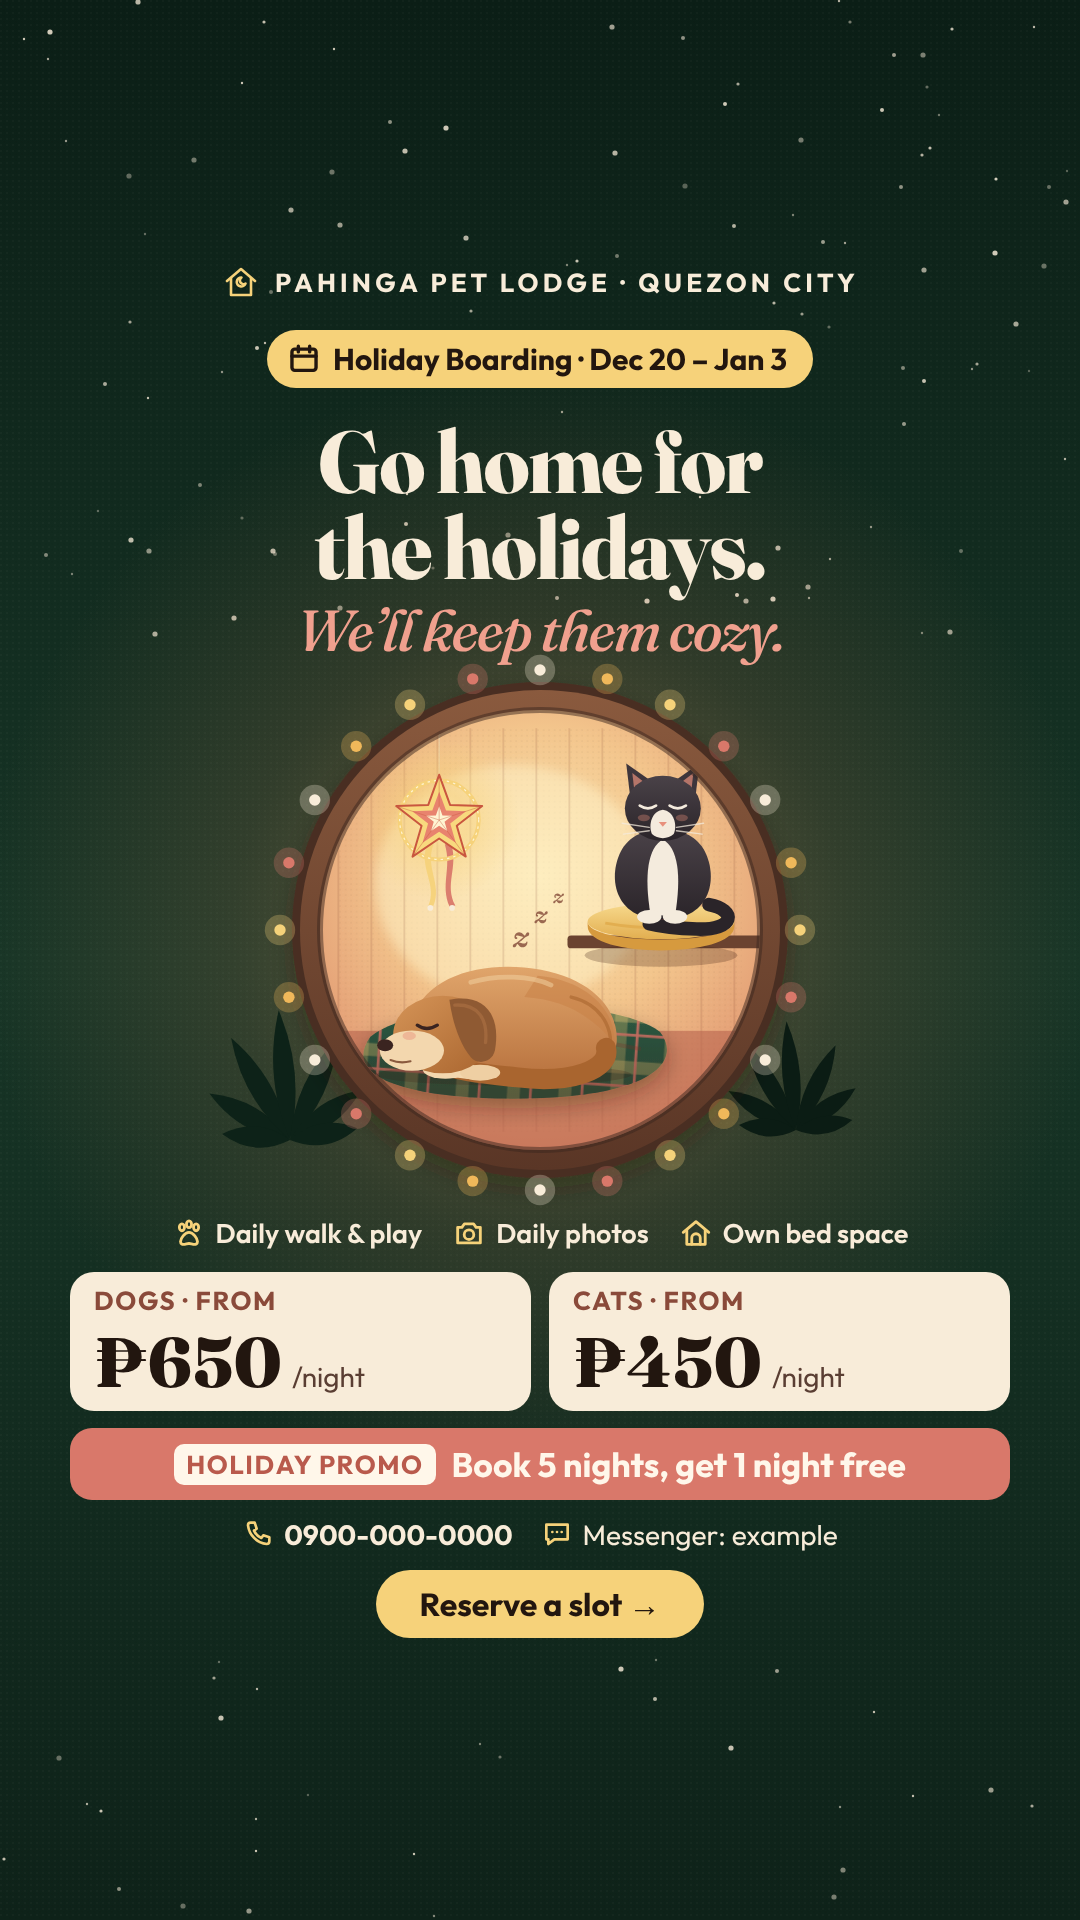 PAHINGA PET LODGE · QUEZON CITY
Holiday Boarding · Dec 20 – Jan 3
Go home for
the holidays.
We’ll keep them cozy.
z z z
Daily walk & play
Daily photos
Own bed space
DOGS · FROM
₱650 /night
CATS · FROM
₱450 /night
HOLIDAY PROMO Book 5 nights, get 1 night free
0900-000-0000
Messenger: example
Reserve a slot →